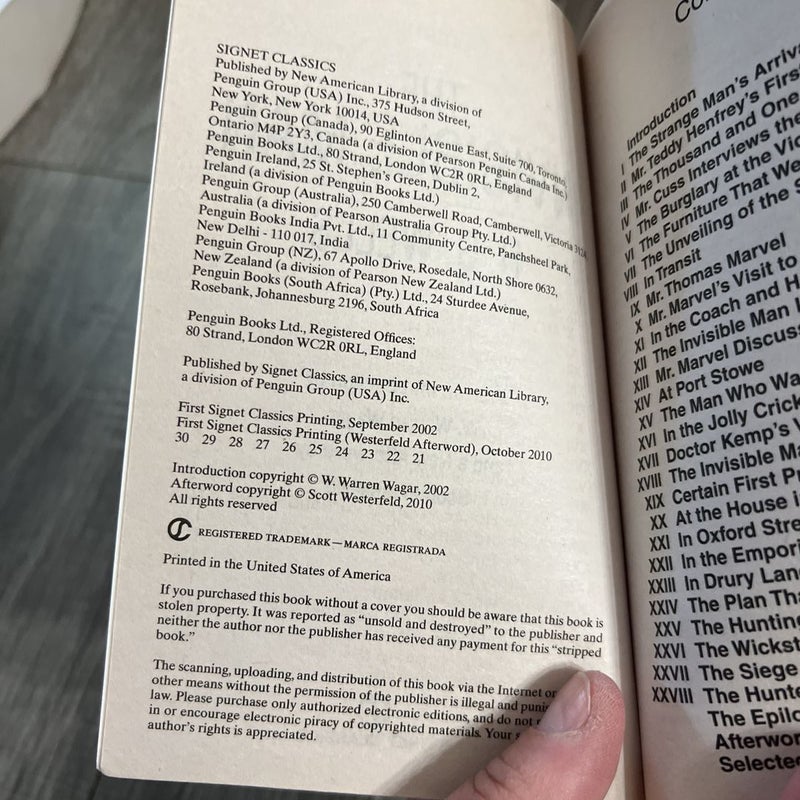 SIGNET CLASSICS
Published by New American Library, a division of
Penguin Group (USA) Inc., 375 Hudson Street,
New York, New York 10014, USA
Penguin Group (Canada), 90 Eglinton Avenue East, Suite 700, Toronto,
Ontario M4P 2Y3, Canada (a division of Pearson Penguin Canada Inc.)
Penguin Books Ltd., 80 Strand, London WC2R 0RL, England
Penguin Ireland, 25 St. Stephen's Green, Dublin 2,
Ireland (a division of Penguin Books Ltd.)
Penguin Group (Australia), 250 Camberwell Road, Camberwell, Victoria 3124,
Australia (a division of Pearson Australia Group Pty. Ltd.)
Penguin Books India Pvt. Ltd., 11 Community Centre, Panchsheel Park,
New Delhi - 110 017, India
Penguin Group (NZ), 67 Apollo Drive, Rosedale, North Shore 0632,
New Zealand (a division of Pearson New Zealand Ltd.)
Penguin Books (South Africa) (Pty.) Ltd., 24 Sturdee Avenue,
Rosebank, Johannesburg 2196, South Africa
Penguin Books Ltd., Registered Offices:
80 Strand, London WC2R 0RL, England
Published by Signet Classics, an imprint of New American Library,
a division of Penguin Group (USA) Inc.
First Signet Classics Printing, September 2002
First Signet Classics Printing (Westerfeld Afterword), October 2010
30 29 28 27 26 25 24 23 22 21
Introduction copyright © W. Warren Wagar, 2002
Afterword copyright © Scott Westerfeld, 2010
All rights reserved
REGISTERED TRADEMARK—MARCA REGISTRADA
Printed in the United States of America
If you purchased this book without a cover you should be aware that this book is
stolen property. It was reported as "unsold and destroyed" to the publisher and
neither the author nor the publisher has received any payment for this "stripped
book."
The scanning, uploading, and distribution of this book via the Internet or
other means without the permission of the publisher is illegal and
law. Please purchase only authorized electronic editions, and do not
in or encourage electronic piracy of copyrighted materials. Your
author's rights is appreciated.
Introduction
I The Strange Man's
II Mr. Teddy Henfrey's First
III The Thousand and One
IV Mr. Cuss Interviews the
V The Burglary at the
VI The Furniture That
VII The Unveiling of the
VIII In Transit
IX Mr. Thomas Marvel
X Mr. Marvel's Visit to
XI In the Coach and
XII The Invisible Man
XIII Mr. Marvel
XIV At Port Stowe
XV The Man Who
XVI In the Jolly
XVII Doctor Kemp's
XVIII The Invisible
XIX Certain First
XX At the House
XXI In Oxford
XXII In the
XXIII In Drury
XXIV The Plan
XXV The
XXVI The
XXVII The Siege
XXVIII The
The
Selected